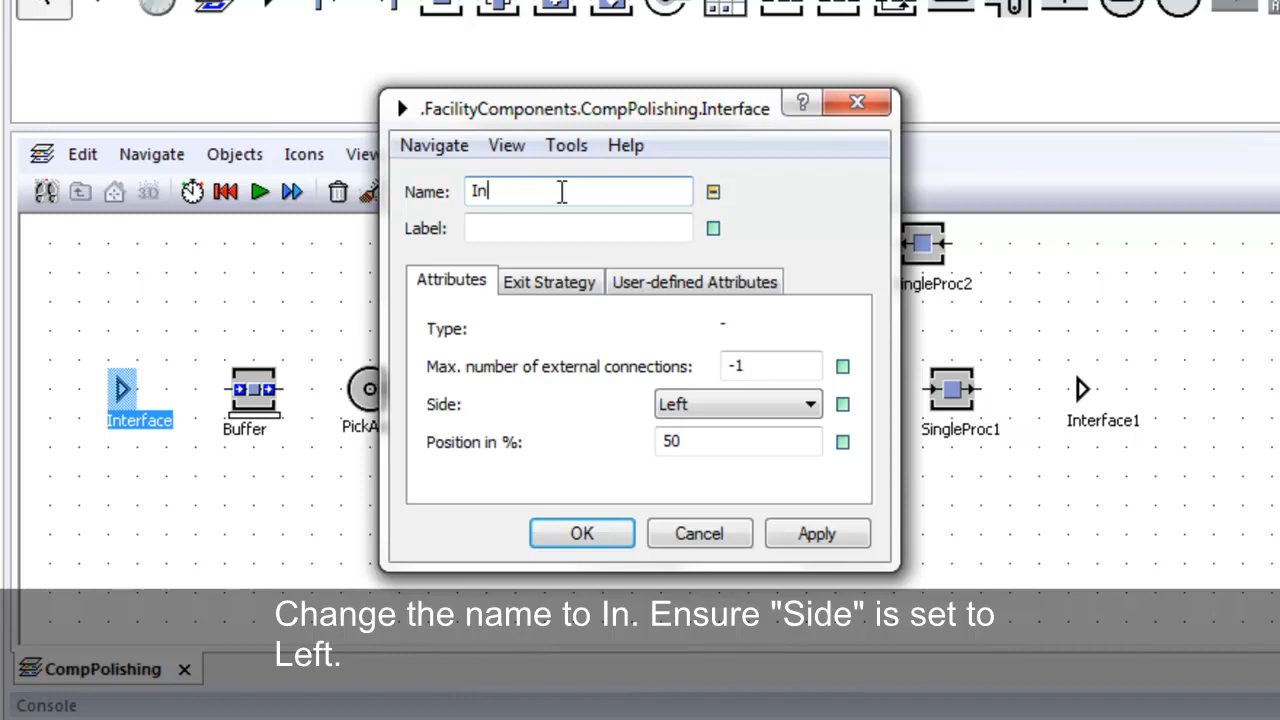 .FacilityComponents.CompPolishing.Interface
Navigate View Tools Help
Edit Navigate Objects Icons View
Name: In
Label:
Attributes Exit Strategy User-defined Attributes
Type: -
Max. number of external connections: -1
Side: Left
Position in %: 50
OK Cancel Apply
Interface
Buffer
SingleProc1
Interface1
Change the name to In. Ensure "Side" is set to
Left.
CompPolishing
Console